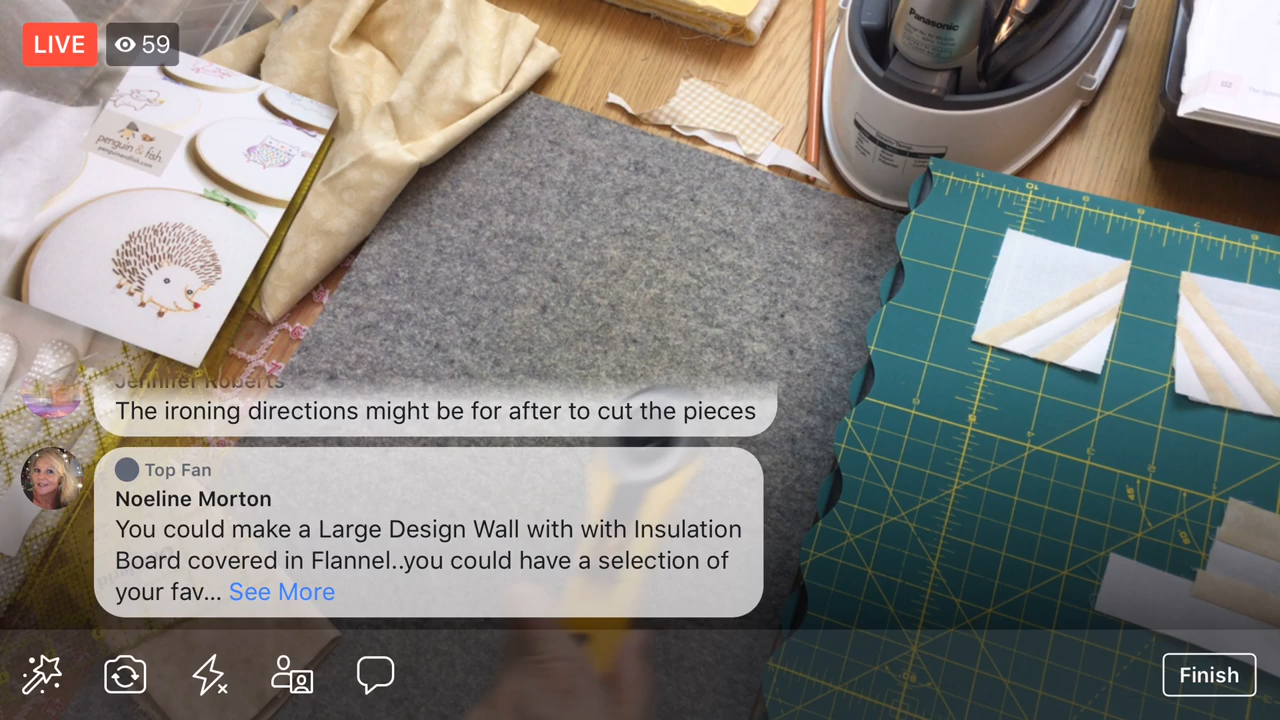 LIVE
59
Panasonic
penguin & fish
penguinandfish.com
Jennifer Roberts
The ironing directions might be for after to cut the pieces
Top Fan
Noeline Morton
You could make a Large Design Wall with with Insulation
Board covered in Flannel..you could have a selection of
your fav... See More
Finish